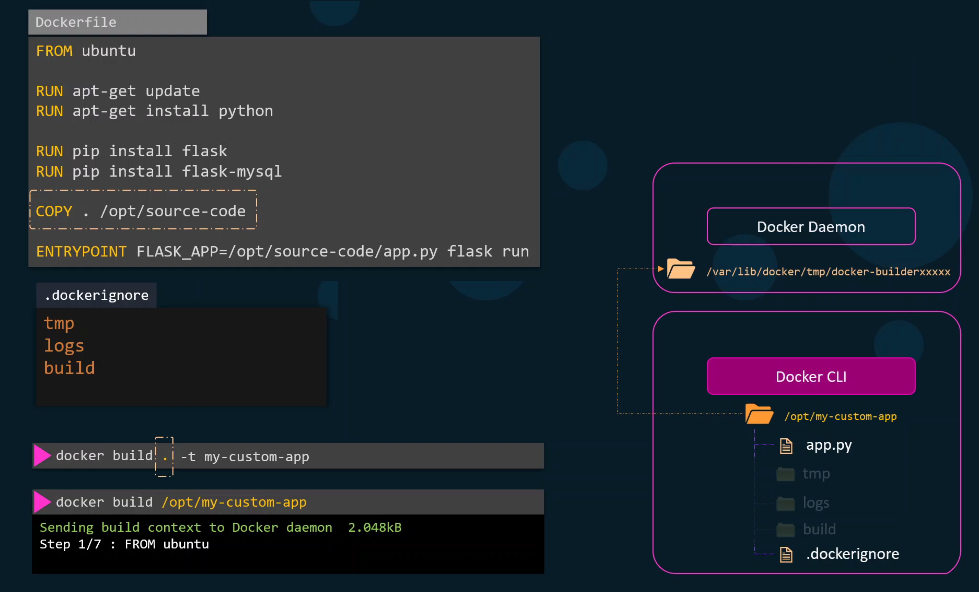 Dockerfile
FROM ubuntu
RUN apt-get update
RUN apt-get install python
RUN pip install flask
RUN pip install flask-mysql
COPY . /opt/source-code
ENTRYPOINT FLASK_APP=/opt/source-code/app.py flask run
.dockerignore
tmp
logs
build
docker build . -t my-custom-app
docker build /opt/my-custom-app
Sending build context to Docker daemon  2.048kB
Step 1/7 : FROM ubuntu
Docker Daemon
/var/lib/docker/tmp/docker-builderxxxxx
Docker CLI
/opt/my-custom-app
app.py
tmp
logs
build
.dockerignore